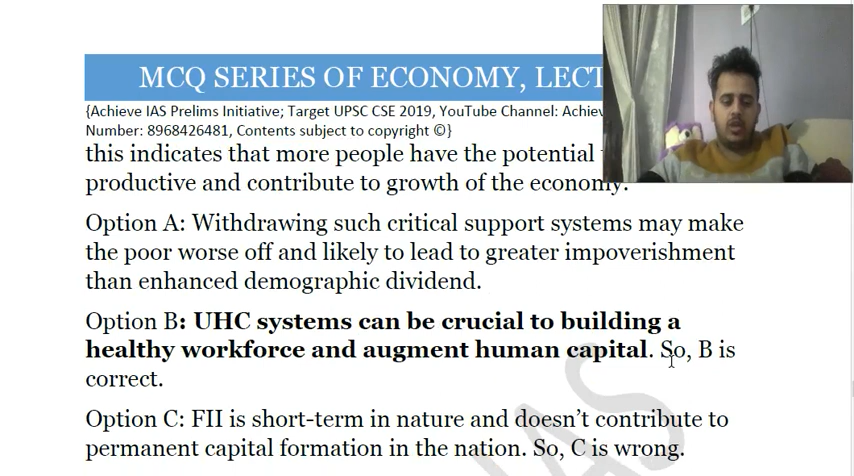 MCQ SERIES OF ECONOMY, LECT
{Achieve IAS Prelims Initiative; Target UPSC CSE 2019, YouTube Channel: Achiev
Number: 8968426481, Contents subject to copyright ©}
this indicates that more people have the potential
productive and contribute to growth of the economy.
Option A: Withdrawing such critical support systems may make
the poor worse off and likely to lead to greater impoverishment
than enhanced demographic dividend.
Option B: UHC systems can be crucial to building a
healthy workforce and augment human capital. So, B is
correct.
Option C: FII is short-term in nature and doesn't contribute to
permanent capital formation in the nation. So, C is wrong.
IAS